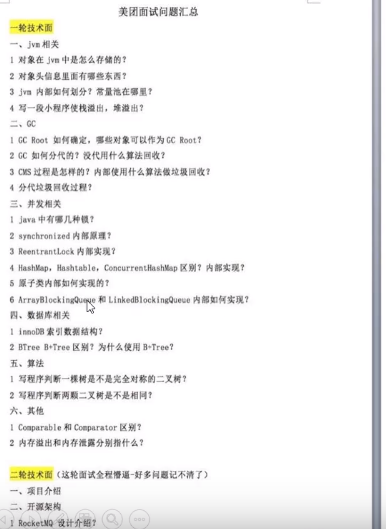 美团面试问题汇总
一轮技术面
一、jvm 相关
1 对象在 jvm 中是怎么存储的?
2 对象头信息里面有哪些东西?
3 jvm 内部如何划分? 常量池在哪里?
4 写一段小程序使栈溢出，堆溢出?
二、GC
1 GC Root 如何确定，哪些对象可以作为 GC Root?
2 GC 如何分代的? 没代用什么算法回收?
3 CMS 过程是怎样的? 内部使用什么算法做垃圾回收?
4 分代垃圾回收过程?
三、并发相关
1 java 中有哪几种锁?
2 synchronized 内部原理?
3 ReentrantLock 内部实现?
4 HashMap, Hashtable, ConcurrentHashMap 区别? 内部实现?
5 原子类内部如何实现的?
6 ArrayBlockingQueue 和 LinkedBlockingQueue 内部如何实现?
四、数据库相关
1 innoDB 索引数据结构?
2 BTree B+Tree 区别? 为什么使用 B+Tree?
五、算法
1 写程序判断一棵树是不是完全对称的二叉树?
2 写程序判断两颗二叉树是不是相同?
六、其他
1 Comparable 和 Comparator 区别?
2 内存溢出和内存泄露分别指什么?
二轮技术面（这轮面试全程懵逼-好多问题记不清了）
一、项目介绍
二、开源架构
1 RocketMQ 设计介绍?